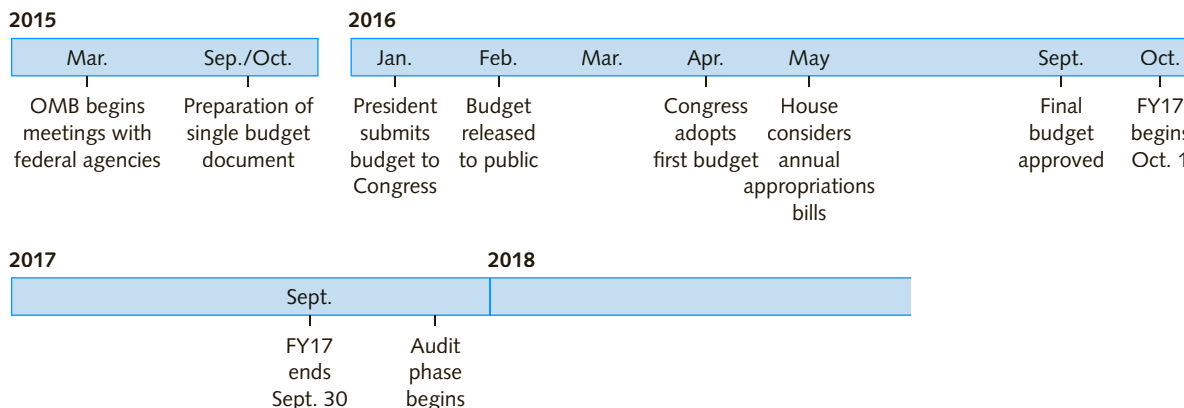 2015
2016
Mar.
Sep./Oct.
Jan.
Feb.
Mar.
Apr.
May
Sept.
Oct.
OMB begins
meetings with
federal agencies
Preparation of
single budget
document
President
submits
budget to
Congress
Budget
released
to public
Congress
adopts
first budget
House
considers
annual
appropriations
bills
Final
budget
approved
FY17
begins
Oct. 1
2017
2018
Sept.
FY17
ends
Sept. 30
Audit
phase
begins